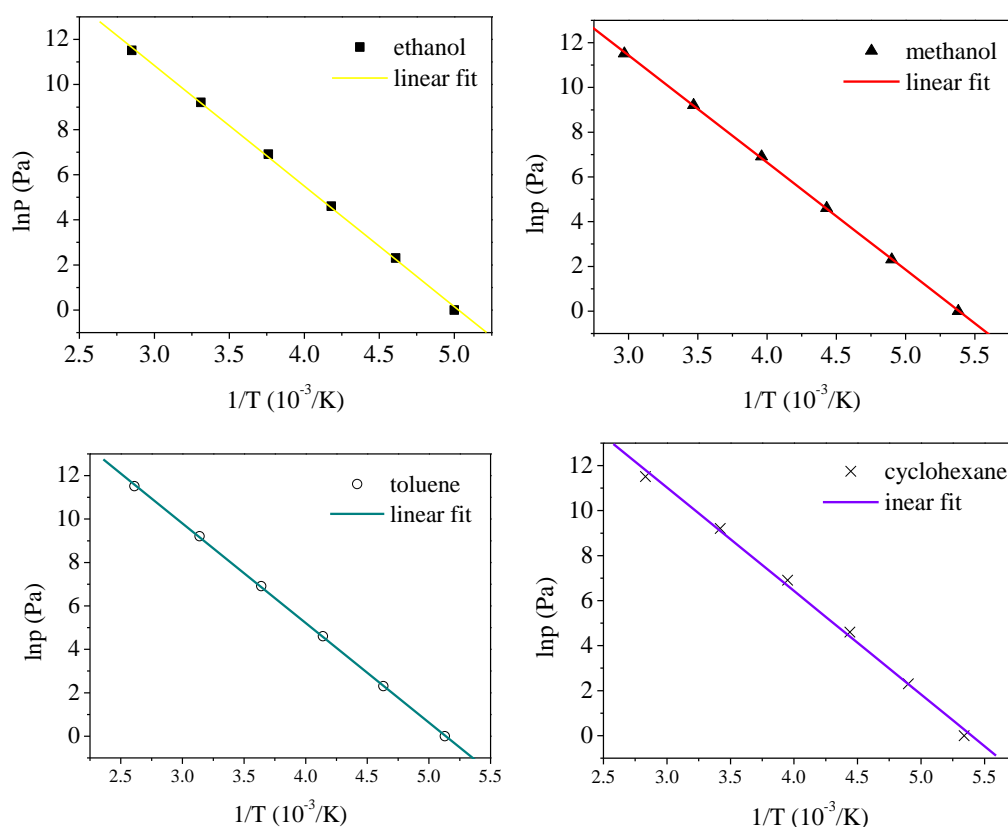 12
10
8
6
4
2
0
lnP (Pa)
ethanol
linear fit
2.5 3.0 3.5 4.0 4.5 5.0
1/T (10⁻³/K)
12
10
8
6
4
2
0
lnp (Pa)
methanol
linear fit
3.0 3.5 4.0 4.5 5.0 5.5
1/T (10⁻³/K)
12
10
8
6
4
2
0
lnp (Pa)
toluene
linear fit
2.5 3.0 3.5 4.0 4.5 5.0 5.5
1/T (10⁻³/K)
12
10
8
6
4
2
0
lnp (Pa)
cyclohexane
inear fit
2.5 3.0 3.5 4.0 4.5 5.0 5.5
1/T (10⁻³/K)